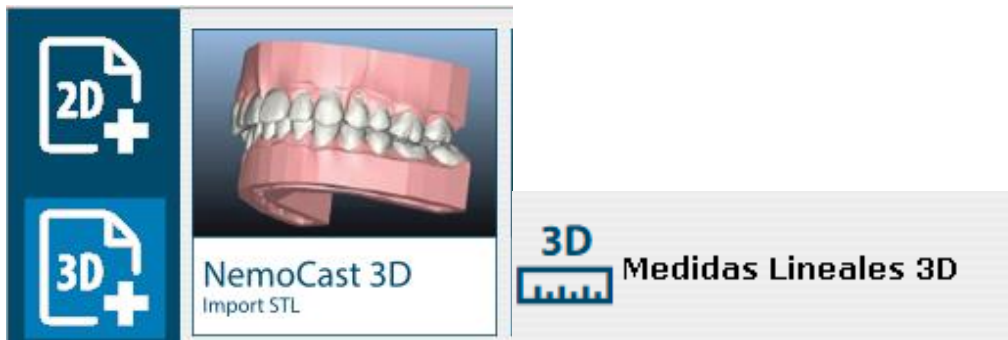 2D
3D
NemoCast 3D
Import STL
3D
Medidas Lineales 3D